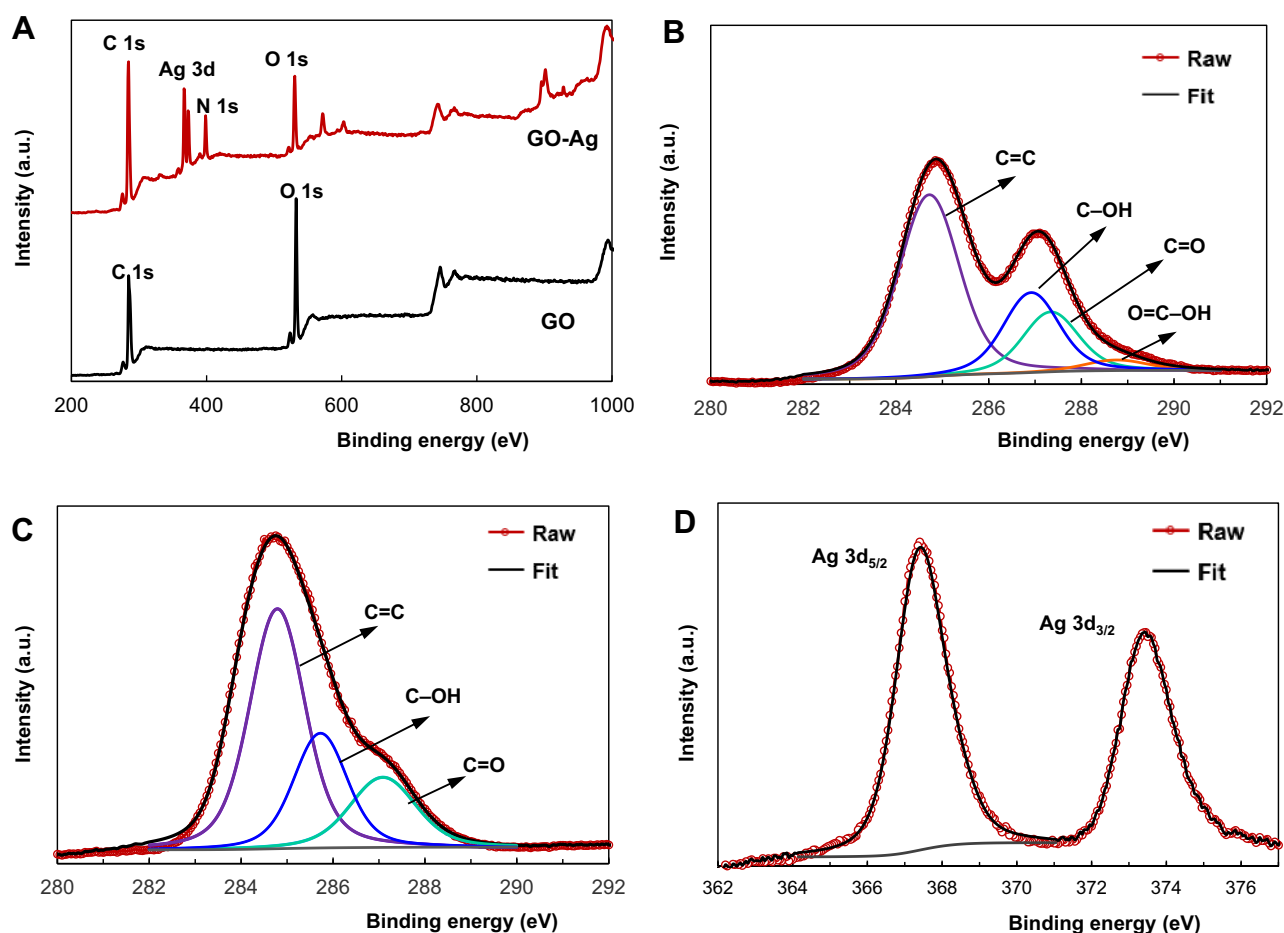 A
C 1s
Ag 3d
N 1s
O 1s
GO-Ag
O 1s
C 1s
GO
Intensity (a.u.)
200 400 600 800 1000
Binding energy (eV)
B
Raw
Fit
C=C
C–OH
C=O
O=C–OH
Intensity (a.u.)
280 282 284 286 288 290 292
Binding energy (eV)
C
Raw
Fit
C=C
C–OH
C=O
Intensity (a.u.)
280 282 284 286 288 290 292
Binding energy (eV)
D
Raw
Fit
Ag 3d5/2
Ag 3d3/2
Intensity (a.u.)
362 364 366 368 370 372 374 376
Binding energy (eV)